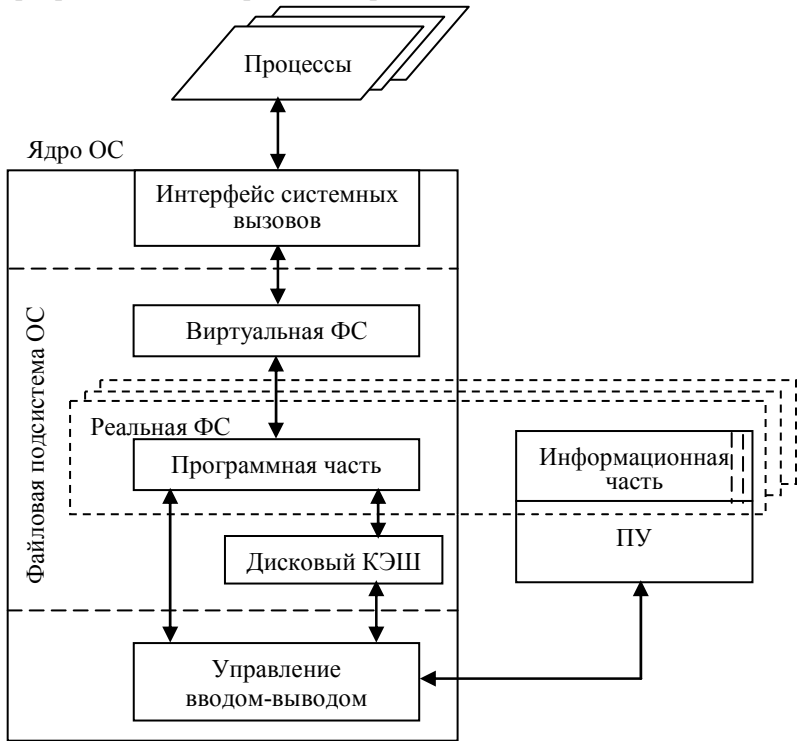 Процессы
Ядро ОС
Интерфейс системных
вызовов
Файловая подсистема ОС
Виртуальная ФС
Реальная ФС
Программная часть
Информационная
часть
Дисковый КЭШ
ПУ
Управление
вводом-выводом